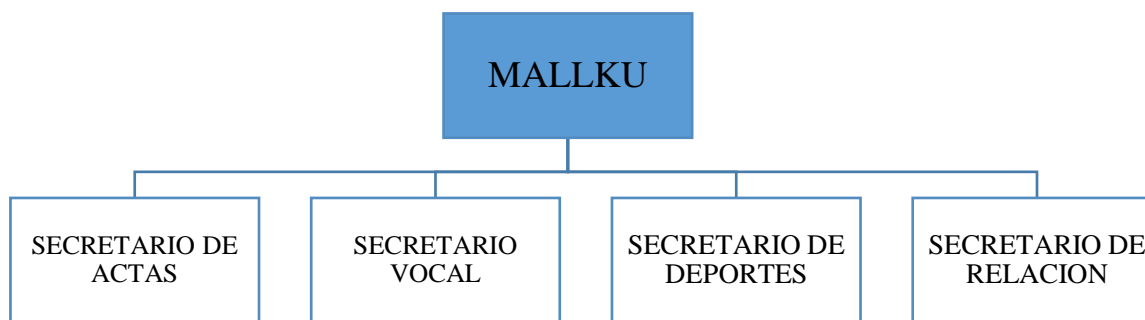 MALLKU
SECRETARIO DE
ACTAS
SECRETARIO
VOCAL
SECRETARIO DE
DEPORTES
SECRETARIO DE
RELACION